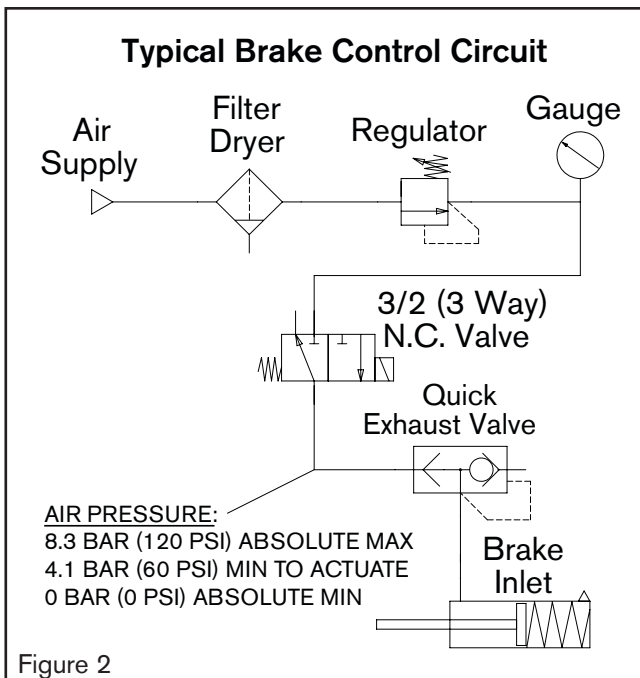 Typical Brake Control Circuit
Air
Supply
Filter
Dryer
Regulator
Gauge
3/2 (3 Way)
N.C. Valve
Quick
Exhaust Valve
AIR PRESSURE:
8.3 BAR (120 PSI) ABSOLUTE MAX
4.1 BAR (60 PSI) MIN TO ACTUATE
0 BAR (0 PSI) ABSOLUTE MIN
Brake
Inlet
Figure 2